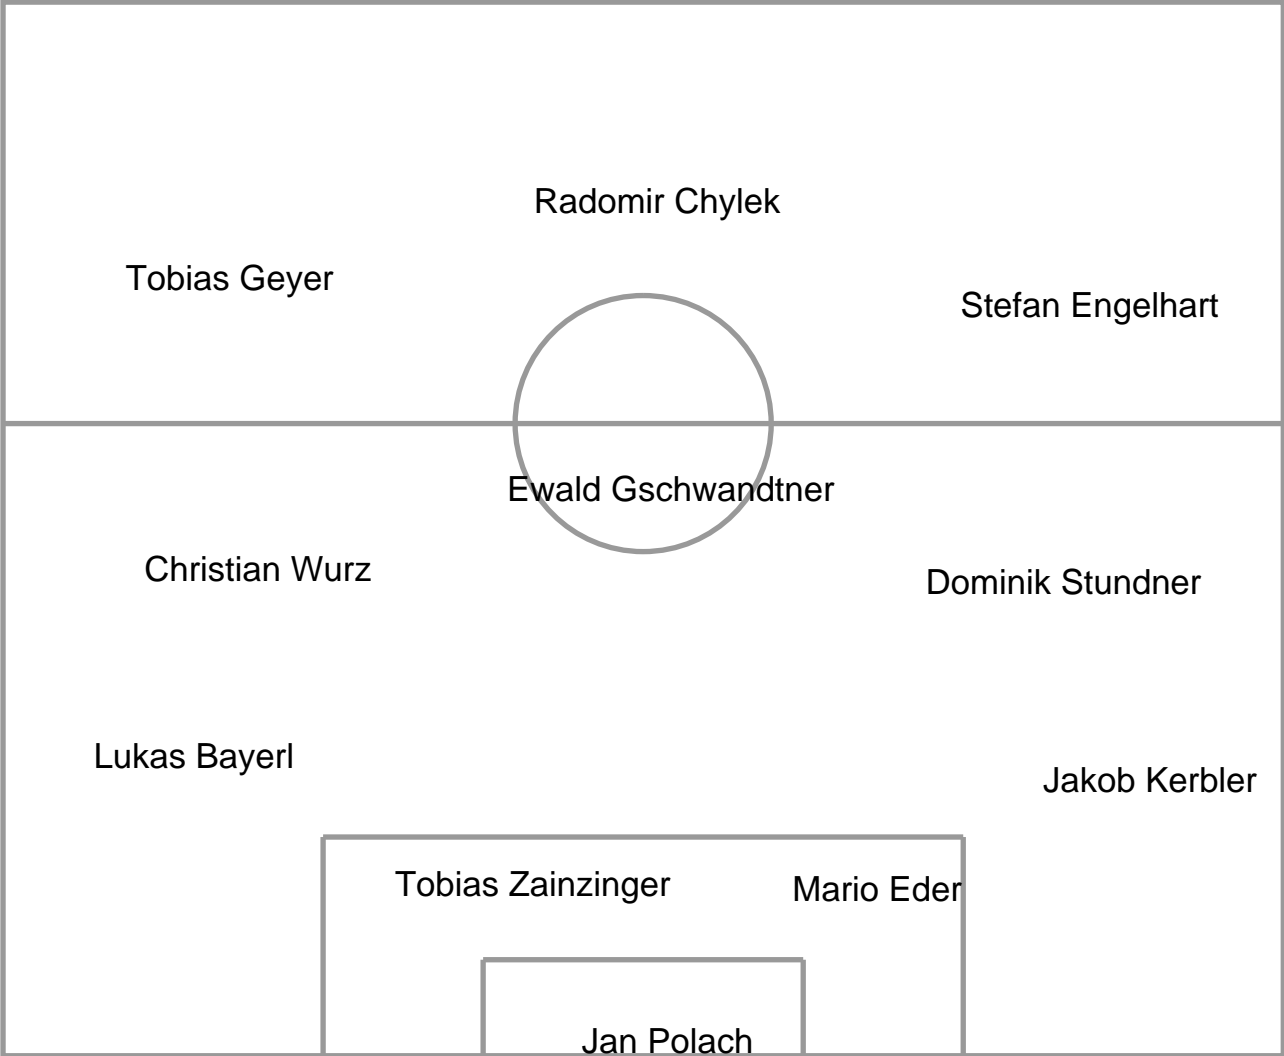 Radomir Chylek
Tobias Geyer
Stefan Engelhart
Ewald Gschwandtner
Christian Wurz
Dominik Stundner
Lukas Bayerl
Jakob Kerbler
Tobias Zainzinger
Mario Eder
Jan Polach